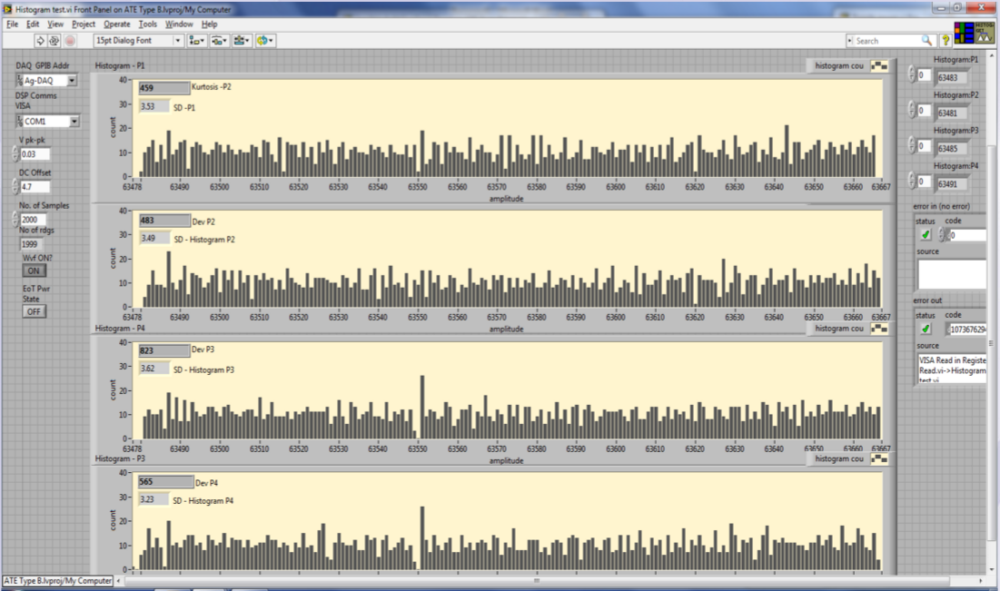 Histogram test.vi Front Panel on ATE Type B.lvproj/My Computer
File Edit View Project Operate Tools Window Help
15pt Dialog Font
Search
DAQ GPIB Addr
Ag-DAQ
DSP Comms
VISA
COM1
V pk-pk
0.03
DC Offset
4.7
No. of Samples
2000
No of rdgs
1999
Wvf ON?
ON
EoT Pwr
State
OFF
Histogram - P1
histogram cou
459 Kurtosis -P2
3.53 SD -P1
count
40
30
20
10
0
63478 63490 63500 63510 63520 63530 63540 63550 63560 63570 63580 63590 63600 63610 63620 63630 63640 63650 63660 63667
amplitude
483 Dev P2
3.49 SD - Histogram P2
count
40
30
20
10
0
63478 63490 63500 63510 63520 63530 63540 63550 63560 63570 63580 63590 63600 63610 63620 63630 63640 63650 63660 63667
Histogram - P4
amplitude
histogram cou
823 Dev P3
3.62 SD - Histogram P3
count
40
30
20
10
0
63478 63490 63500 63510 63520 63530 63540 63550 63560 63570 63580 63590 63600 63610 63620 63630 63640 63650 63660 63667
Histogram - P3
amplitude
histogram cou
565 Dev P4
3.23 SD - Histogram P4
count
40
30
20
10
0
Histogram:P1
0 63483
Histogram:P2
0 63481
Histogram:P3
0 63485
Histogram:P4
0 63491
error in (no error)
status code
0
source
error out
status code
107367629
source
VISA Read in Registe
Read.vi->Histogram
test.vi
ATE Type B.lvproj/My Computer